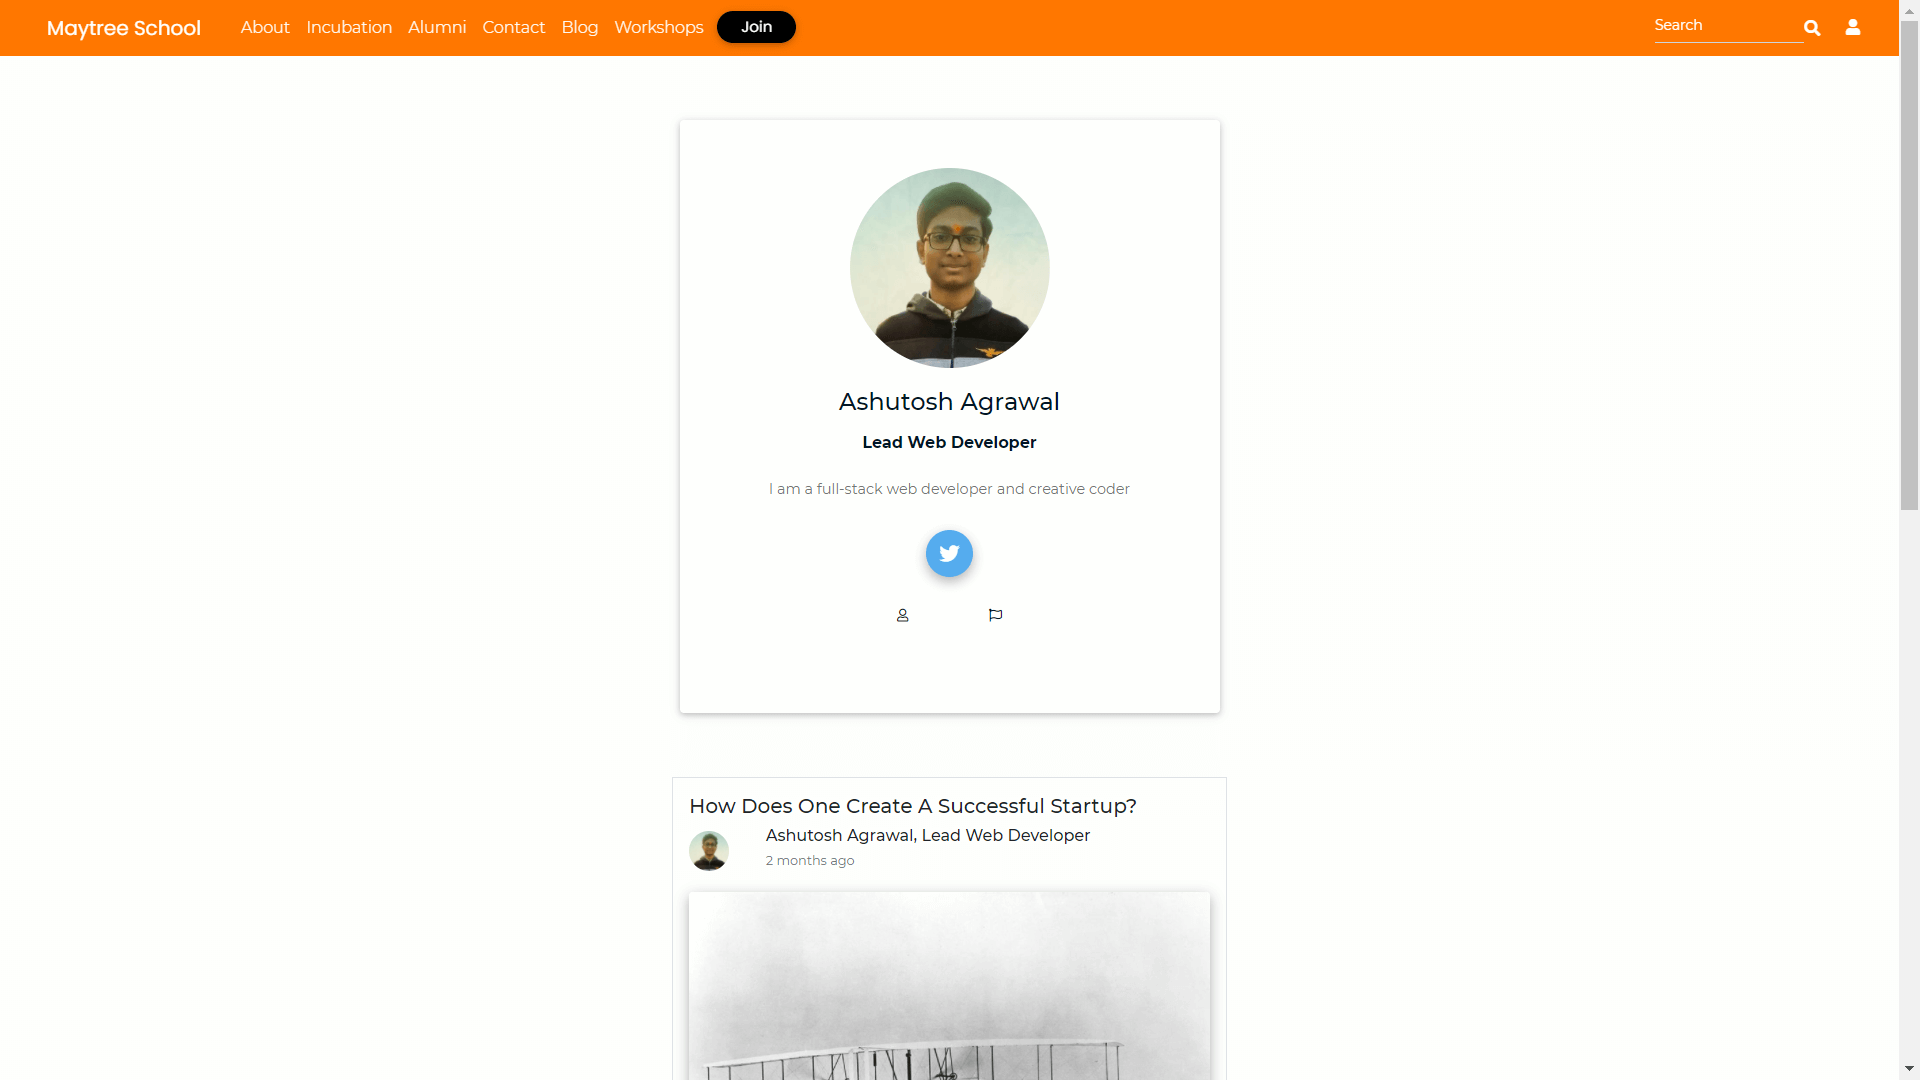 Maytree School About Incubation Alumni Contact Blog Workshops Join Search
Ashutosh Agrawal
Lead Web Developer
I am a full-stack web developer and creative coder
How Does One Create A Successful Startup?
Ashutosh Agrawal, Lead Web Developer
2 months ago